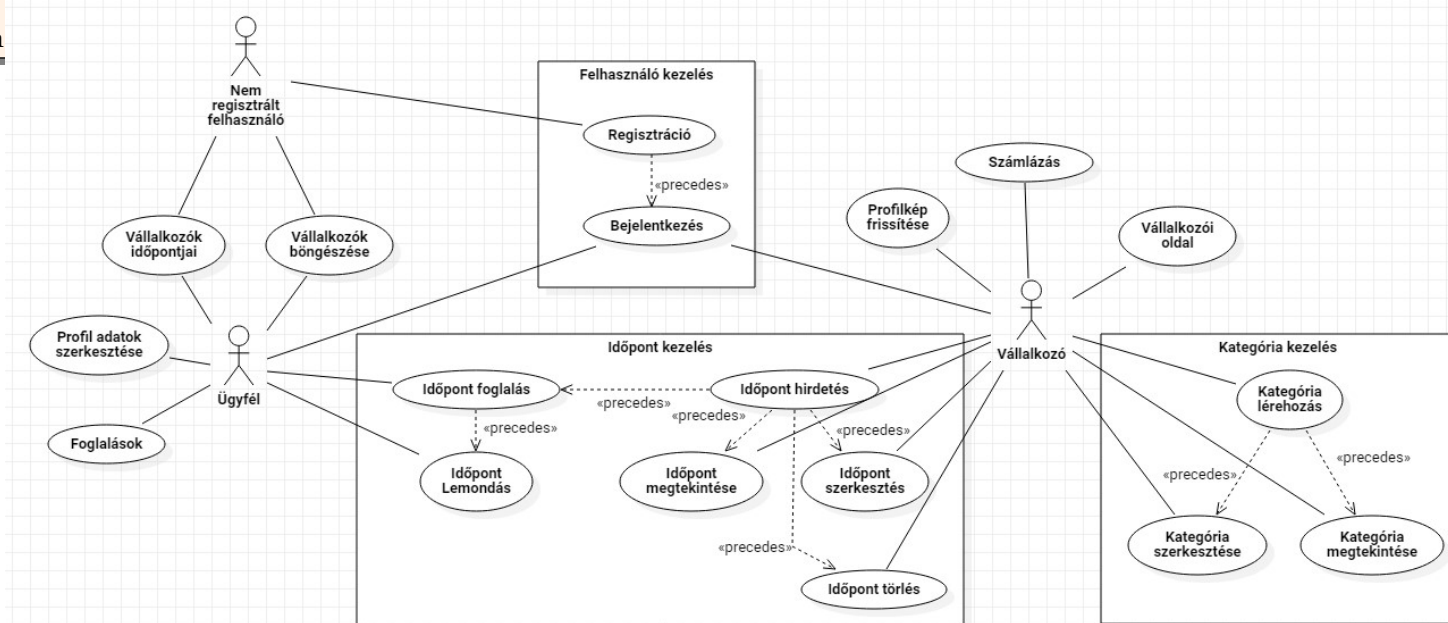 Nem
regisztrált
felhasználó
Felhasználó kezelés
Regisztráció
«precedes»
Bejelentkezés
Vállalkozók
időpontjai
Vállalkozók
böngészése
Profil adatok
szerkesztése
Ügyfél
Foglalások
Számlázás
Profilkép
frissítése
Vállalkozói
oldal
Vállalkozó
Időpont kezelés
Időpont foglalás
«precedes»
Időpont hirdetés
«precedes»
«precedes»
«precedes»
Időpont
Lemondás
Időpont
megtekintése
Időpont
szerkesztés
«precedes»
Időpont törlés
Kategória kezelés
Kategória
lérehozás
«precedes»
«precedes»
Kategória
szerkesztése
Kategória
megtekintése